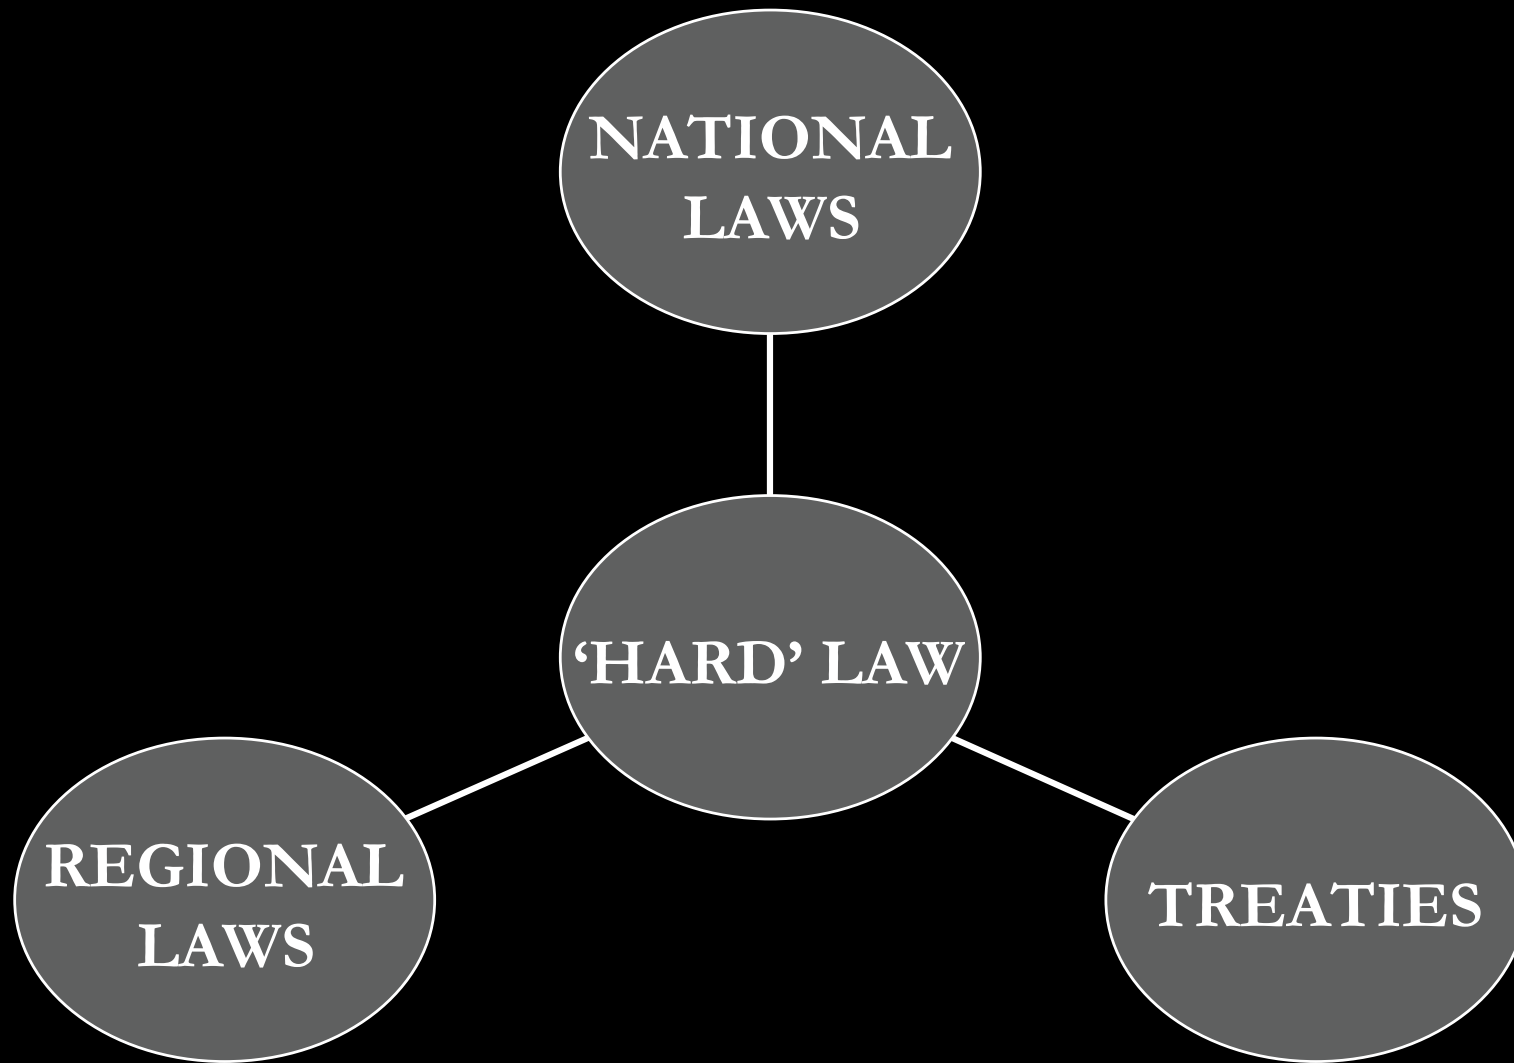 NATIONAL
LAWS
‘HARD’ LAW
REGIONAL
LAWS
TREATIES